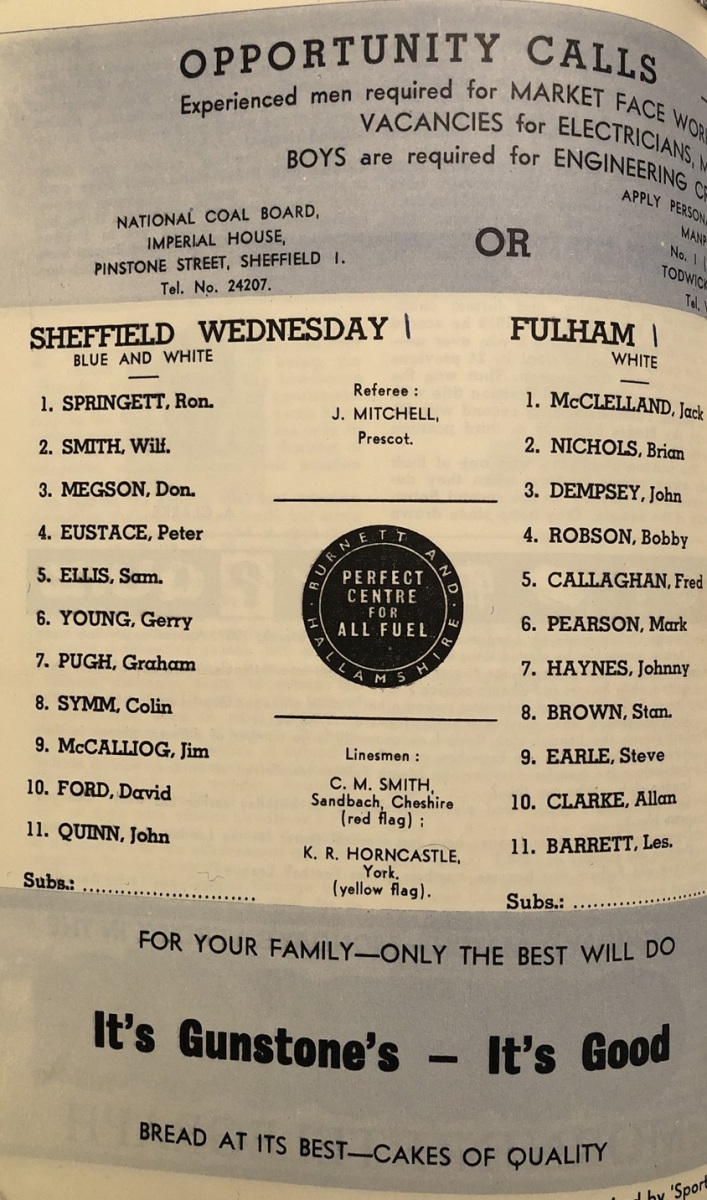 OPPORTUNITY CALLS
Experienced men required for MARKET FACE
VACANCIES for ELECTRICIANS,
BOYS are required for ENGINEERING
APPLY
NATIONAL COAL BOARD,
IMPERIAL HOUSE,
PINSTONE STREET, SHEFFIELD 1.
Tel. No. 24207.
OR
No. 1
Tel.
SHEFFIELD WEDNESDAY 1
BLUE AND WHITE
1. SPRINGETT, Ron.
2. SMITH, Wilf.
3. MEGSON, Don.
4. EUSTACE, Peter
5. ELLIS, Sam.
6. YOUNG, Gerry
7. PUGH, Graham
8. SYMM, Colin
9. McCALLIOG, Jim
10. FORD, David
11. QUINN, John
Subs.: ..............................
Referee :
J. MITCHELL,
Prescot.
BURNETT AND HALLAMSHIRE
PERFECT
CENTRE
FOR
ALL FUEL
Linesmen :
C. M. SMITH,
Sandbach, Cheshire
(red flag) ;
K. R. HORNCASTLE,
York.
(yellow flag).
FULHAM 1
WHITE
1. McCLELLAND, Jack
2. NICHOLS, Brian
3. DEMPSEY, John
4. ROBSON, Bobby
5. CALLAGHAN, Fred
6. PEARSON, Mark
7. HAYNES, Johnny
8. BROWN, Stan.
9. EARLE, Steve
10. CLARKE, Allan
11. BARRETT, Les.
Subs.: ......................
FOR YOUR FAMILY—ONLY THE BEST WILL DO
It's Gunstone's — It's Good
BREAD AT ITS BEST—CAKES OF QUALITY
by 'Sport